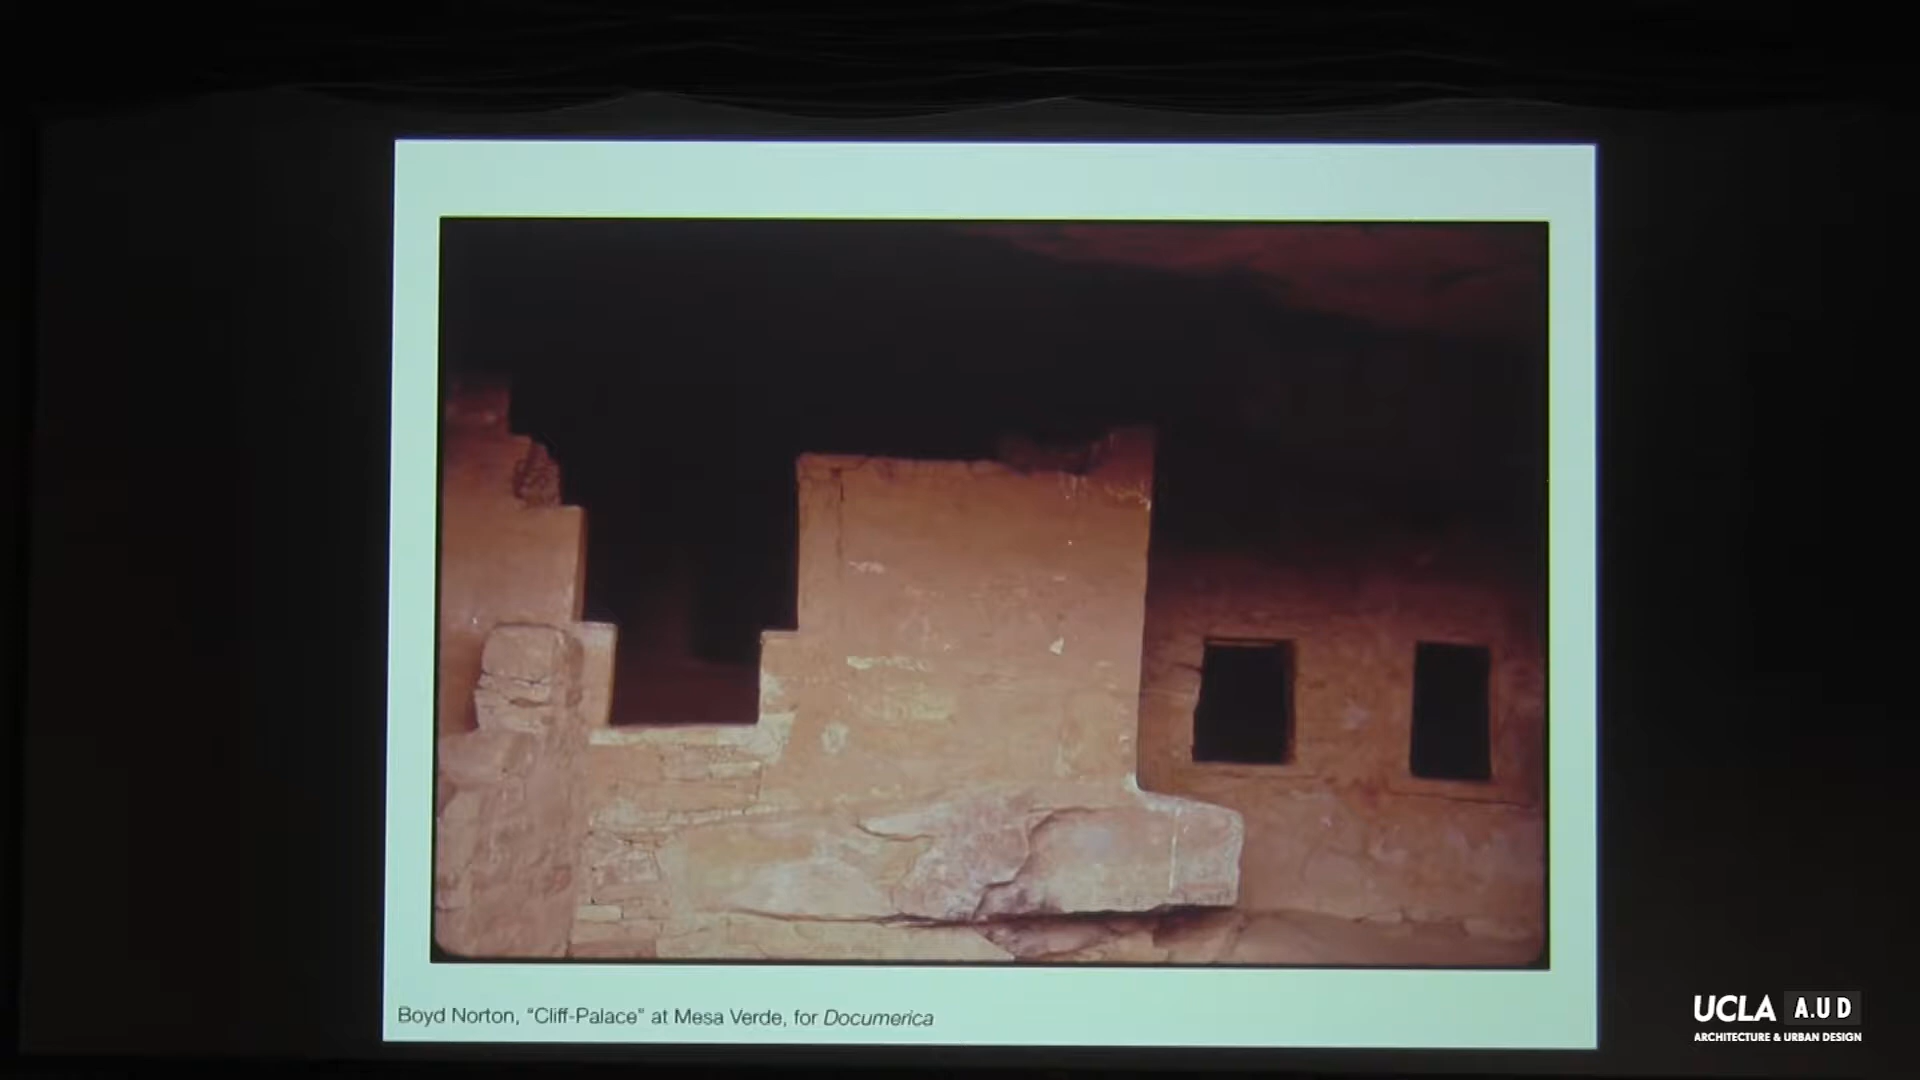 Boyd Norton, “Cliff-Palace” at Mesa Verde, for Documerica
UCLA A.U D
ARCHITECTURE & URBAN DESIGN